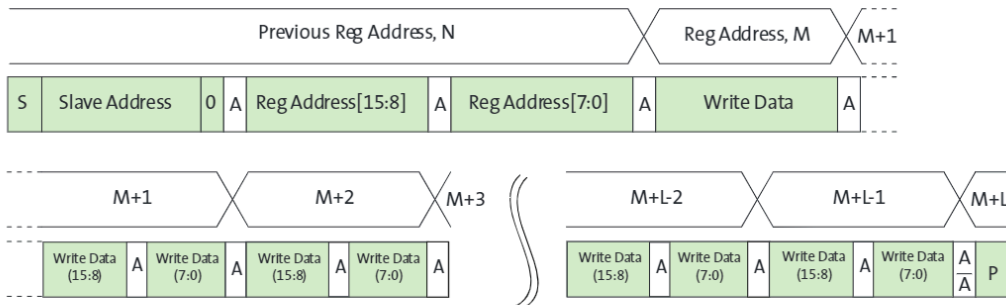 Previous Reg Address, N
Reg Address, M
M+1
S
Slave Address
0
A
Reg Address[15:8]
A
Reg Address[7:0]
A
Write Data
A
M+1
M+2
M+3
M+L-2
M+L-1
M+L
Write Data
(15:8)
A
Write Data
(7:0)
A
Write Data
(15:8)
A
Write Data
(7:0)
A
Write Data
(15:8)
A
Write Data
(7:0)
A
Write Data
(15:8)
A
Write Data
(7:0)
A
A
P